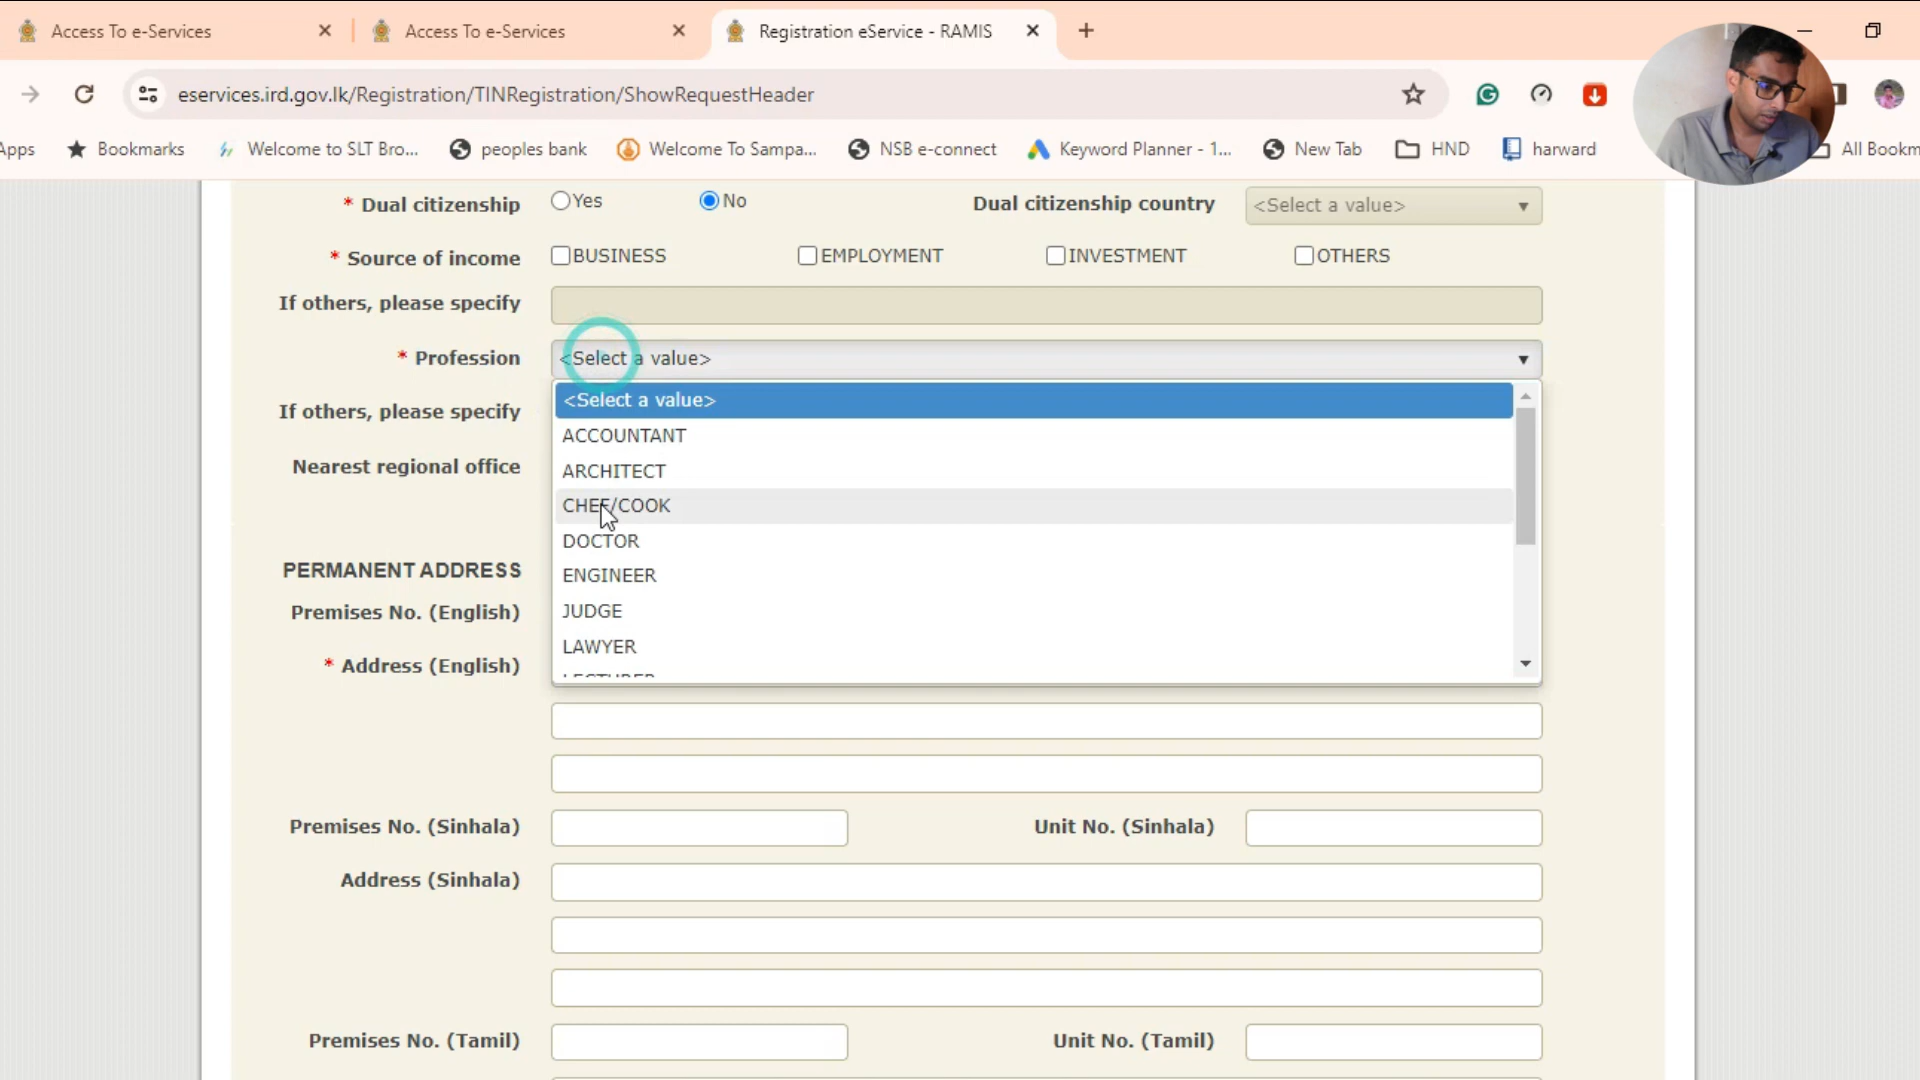 Access To e-Services
Access To e-Services
Registration eService - RAMIS
eservices.ird.gov.lk/Registration/TINRegistration/ShowRequestHeader
Apps
Bookmarks
Welcome to SLT Bro...
peoples bank
Welcome To Sampa...
NSB e-connect
Keyword Planner - 1...
New Tab
HND
harward
All Bookm
* Dual citizenship Yes No Dual citizenship country <Select a value>
* Source of income BUSINESS EMPLOYMENT INVESTMENT OTHERS
If others, please specify
* Profession <Select a value>
<Select a value>
If others, please specify
ACCOUNTANT
Nearest regional office
ARCHITECT
CHEF/COOK
DOCTOR
PERMANENT ADDRESS
ENGINEER
Premises No. (English)
JUDGE
LAWYER
* Address (English)
LECTURER
Premises No. (Sinhala) Unit No. (Sinhala)
Address (Sinhala)
Premises No. (Tamil) Unit No. (Tamil)